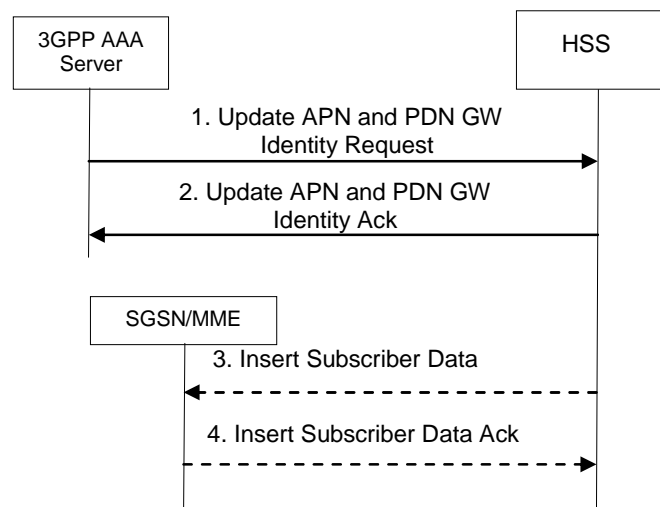 3GPP AAA
Server
HSS
1. Update APN and PDN GW
Identity Request
2. Update APN and PDN GW
Identity Ack
SGSN/MME
3. Insert Subscriber Data
4. Insert Subscriber Data Ack